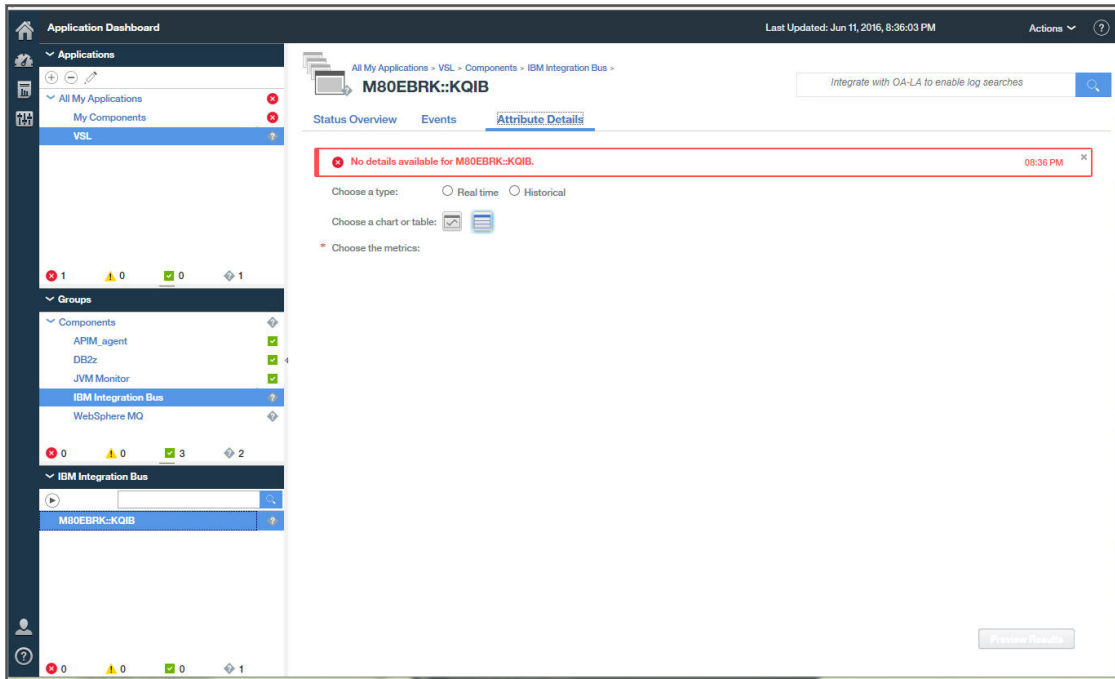 Application Dashboard
Last Updated: Jun 11, 2016, 8:36:03 PM
Actions
?
Applications
All My Applications
My Components
VSL
1 0 0 1
Groups
Components
APIM_agent
DB2z
JVM Monitor
IBM Integration Bus
WebSphere MQ
0 0 3 2
IBM Integration Bus
M80EBRK::KQIB
0 0 0 1
All My Applications > VSL > Components > IBM Integration Bus >
M80EBRK::KQIB
Integrate with OA-LA to enable log searches
Status Overview Events Attribute Details
No details available for M80EBRK::KQIB. 08:36 PM ×
Choose a type: Real time Historical
Choose a chart or table:
* Choose the metrics:
Preview Results